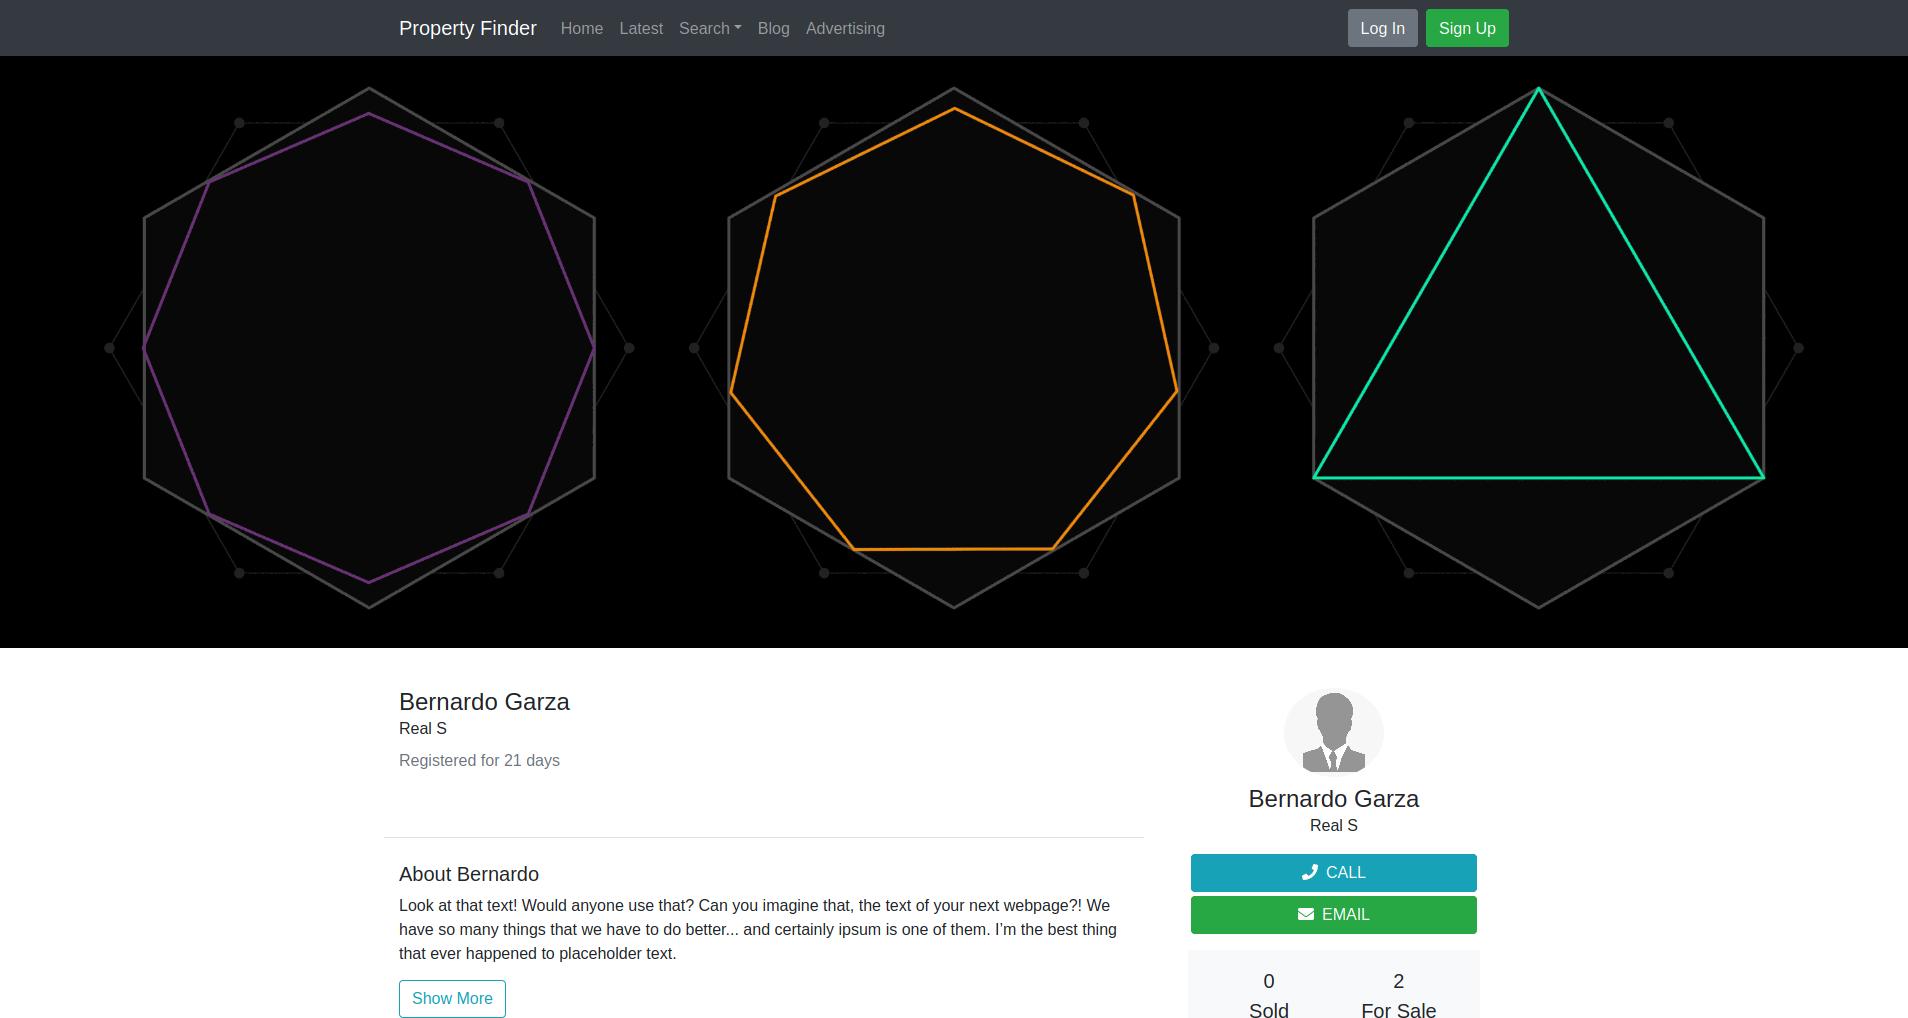 Property Finder Home Latest Search Blog Advertising Log In Sign Up
Bernardo Garza
Real S
Registered for 21 days
About Bernardo
Look at that text! Would anyone use that? Can you imagine that, the text of your next webpage?! We
have so many things that we have to do better... and certainly ipsum is one of them. I'm the best thing
that ever happened to placeholder text.
Show More
Bernardo Garza
Real S
CALL
EMAIL
0 2
Sold For Sale